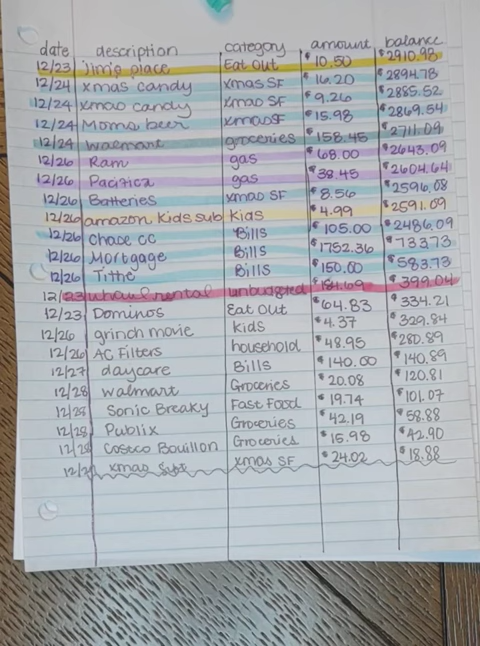 date description category amount balance
12/23 Jim's place Eat Out $10.50 $2910.98
12/24 xmas candy xmas SF $16.20 $2894.78
12/24 xmas candy xmas SF $9.26 $2885.52
12/24 Moms beer xmas SF $15.98 $2869.54
12/24 Walmart groceries $158.45 $2711.09
12/26 Ram gas $68.00 $2643.09
12/26 Pacifica gas $38.45 $2604.64
12/26 Batteries xmas SF $8.56 $2596.08
12/26 amazon Kids sub Kids $4.99 $2591.09
12/26 Chase CC Bills $105.00 $2486.09
12/26 Mortgage Bills $1752.36 $733.73
12/26 Tithe Bills $150.00 $583.73
12/23 uhaul rental unbudgeted $184.69 $399.04
12/23 Dominos Eat Out $64.83 $334.21
12/26 grinch movie kids $4.37 $329.84
12/26 AC Filters household $48.95 $280.89
12/27 daycare Bills $140.00 $140.89
12/28 walmart Groceries $20.08 $120.81
12/28 Sonic Breaky Fast Food $19.74 $101.07
12/28 Publix Groceries $42.19 $58.88
12/28 Costco Bouillon Groceries $15.98 $42.90
xmas xmas SF $24.02 $18.88